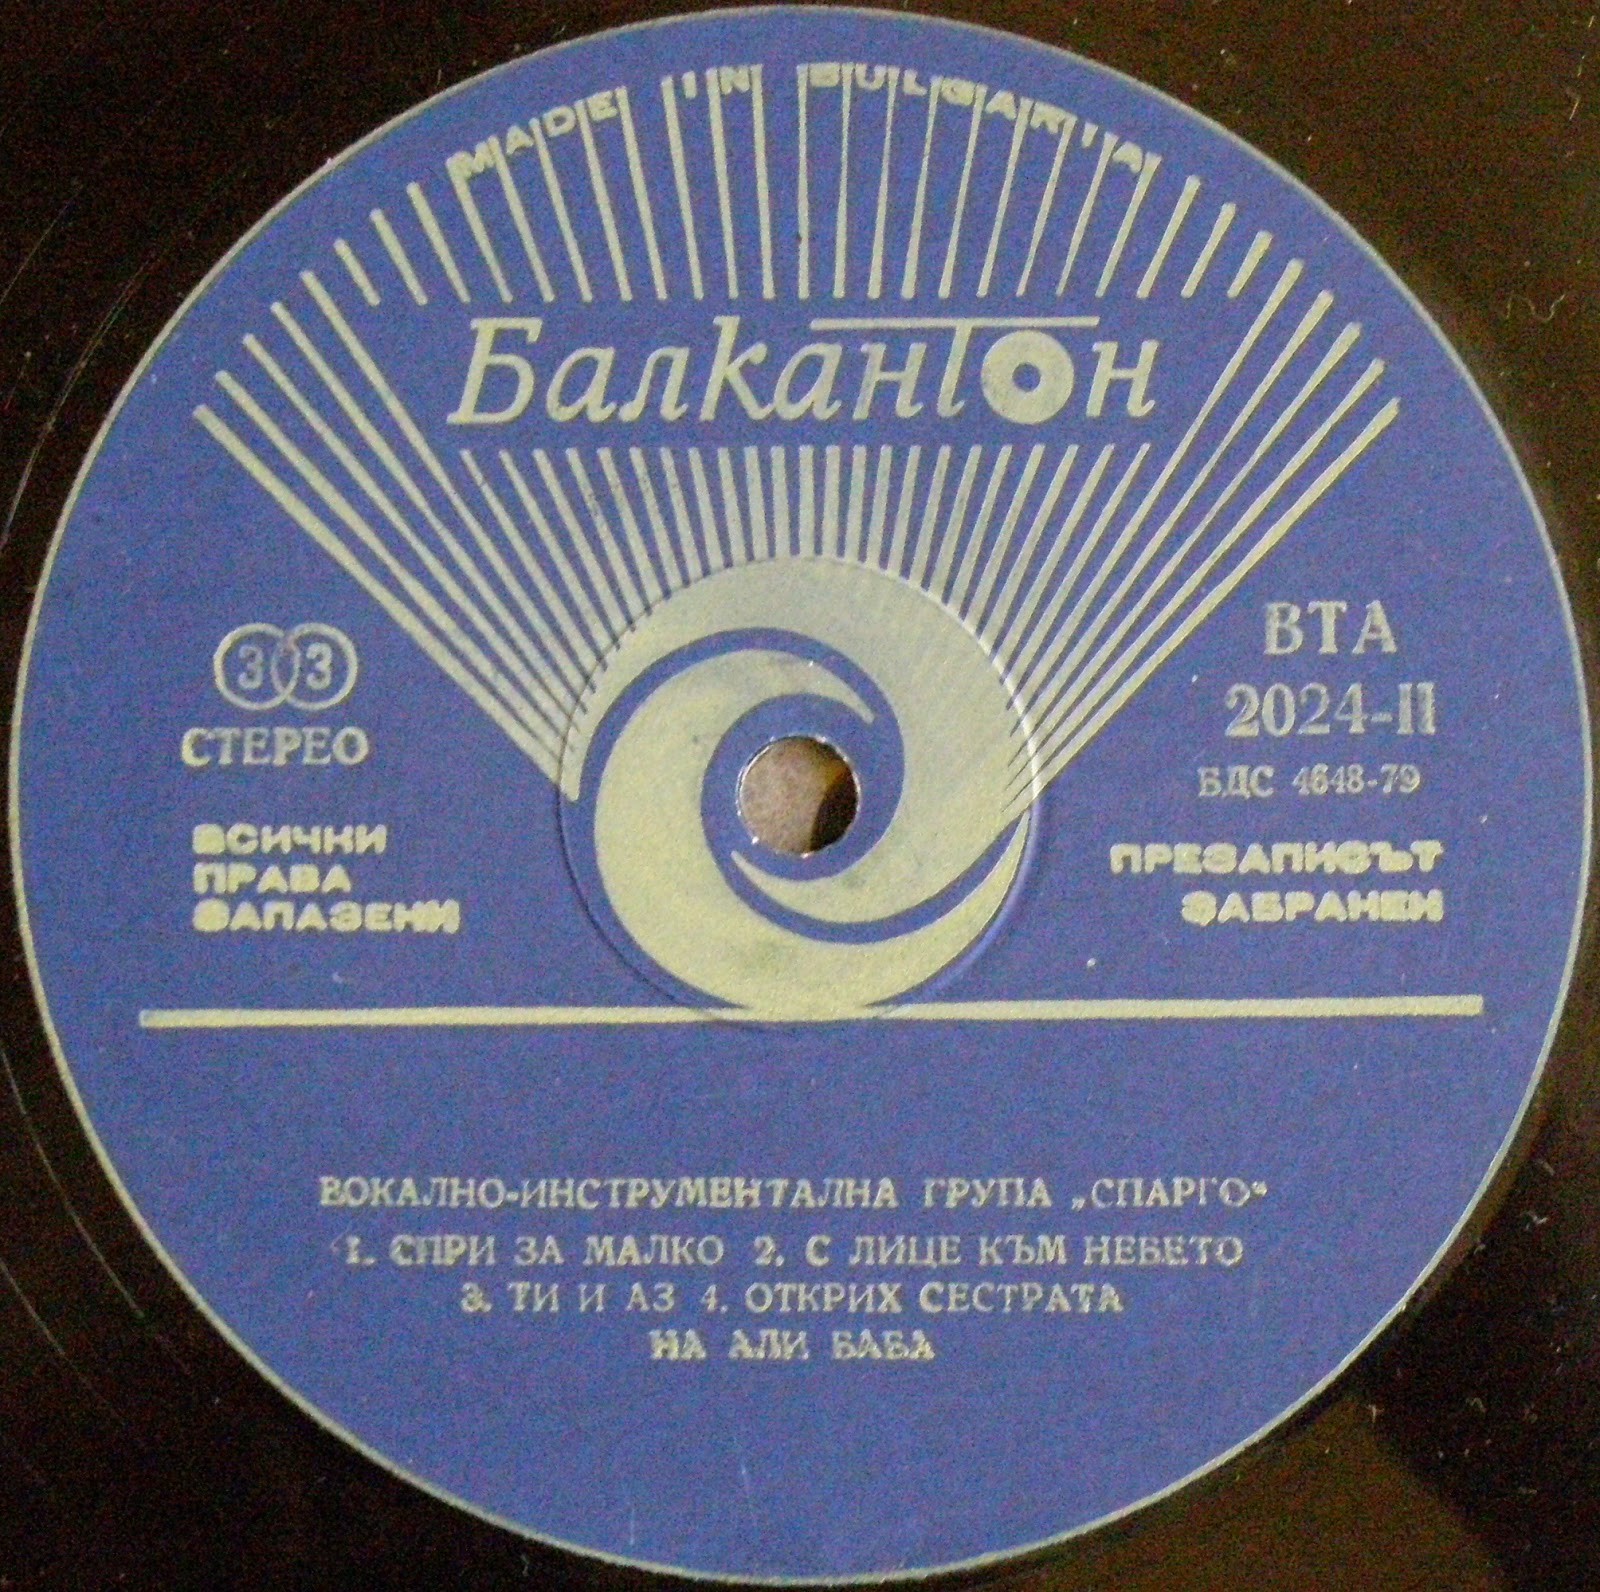 MADE IN BULGARIA
Балкантон
33
СТЕРЕО
ВСИЧКИ
ПРАВА
ЗАПАЗЕНИ
ВТА
2024-II
БДС 4648-79
ПРЕЗАПИСЪТ
ЗАБРАНЕН
ВОКАЛНО-ИНСТРУМЕНТАЛНА ГРУПА „СПАРГО“
1. СПРИ ЗА МАЛКО 2. С ЛИЦЕ КЪМ НЕБЕТО
3. ТИ И АЗ 4. ОТКРИХ СЕСТРАТА
НА АЛИ БАБА